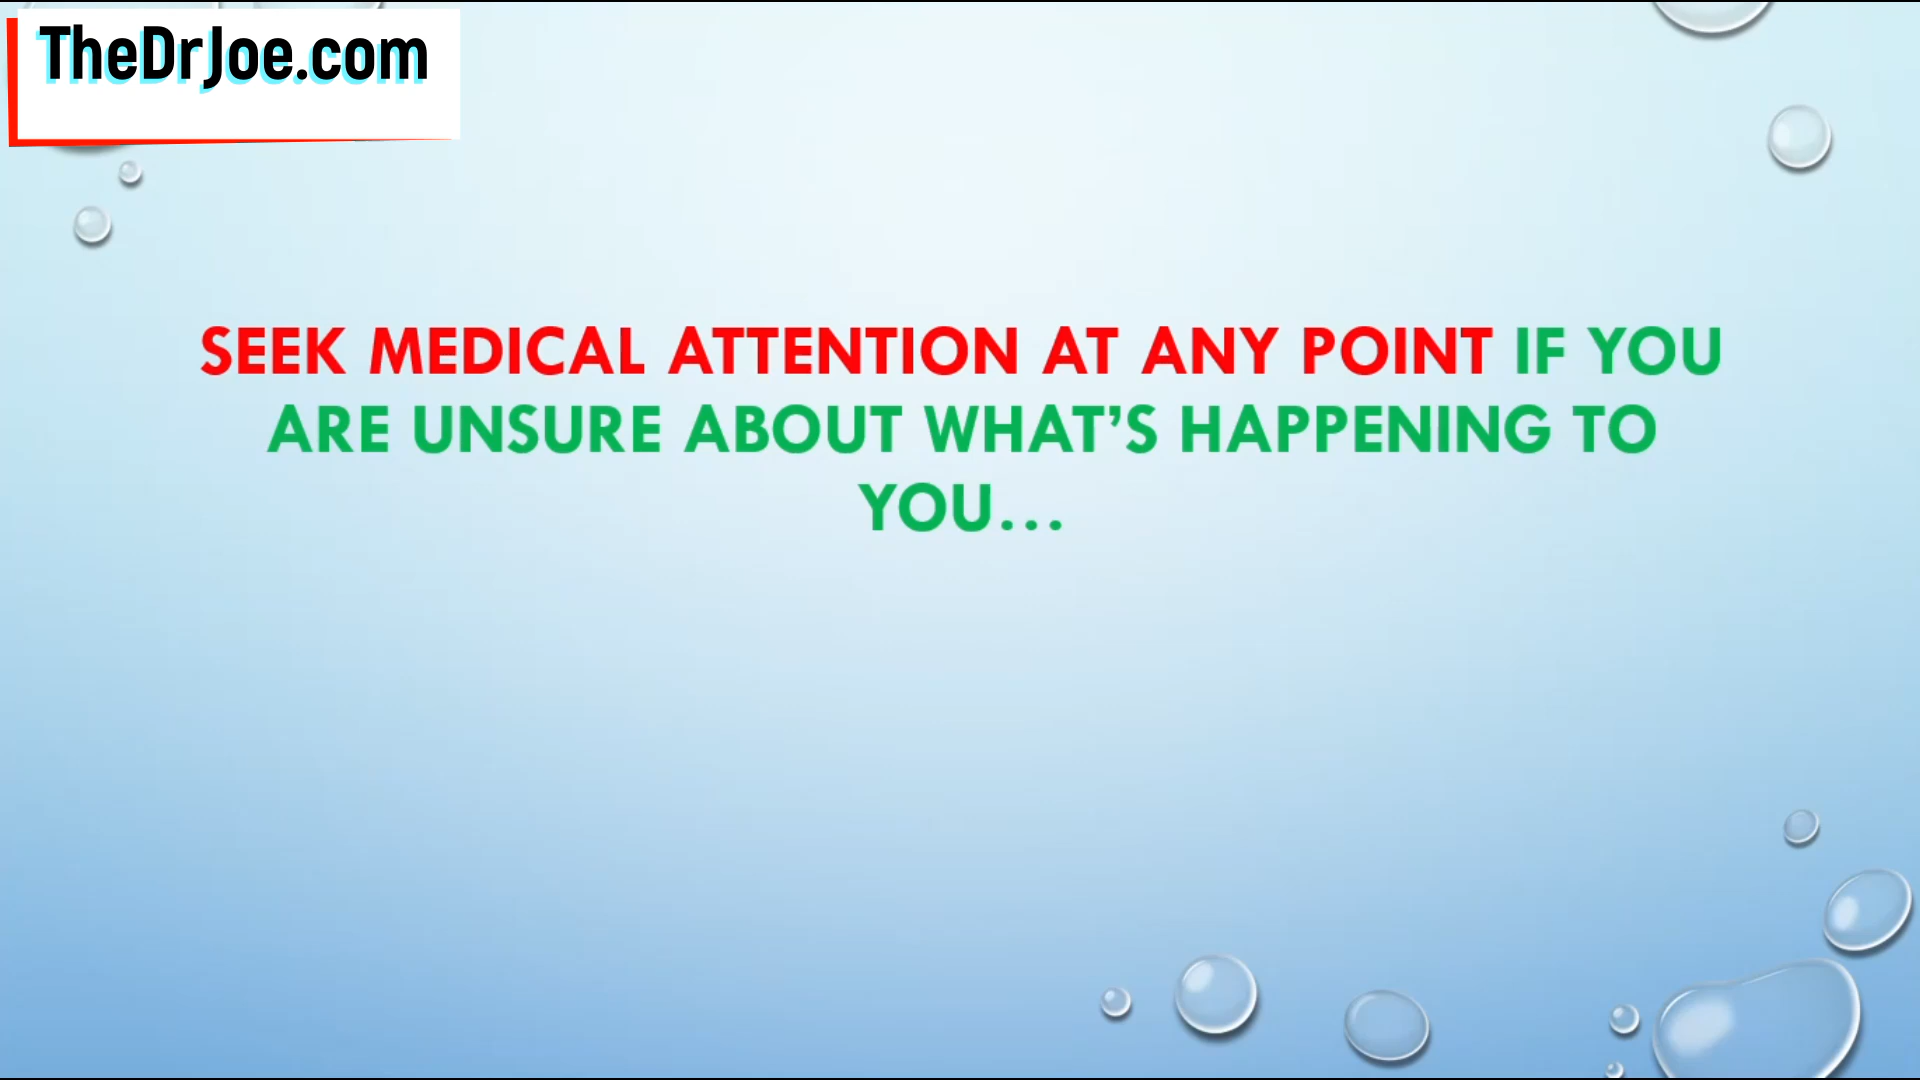 TheDrJoe.com
SEEK MEDICAL ATTENTION AT ANY POINT IF YOU
ARE UNSURE ABOUT WHAT’S HAPPENING TO
YOU…